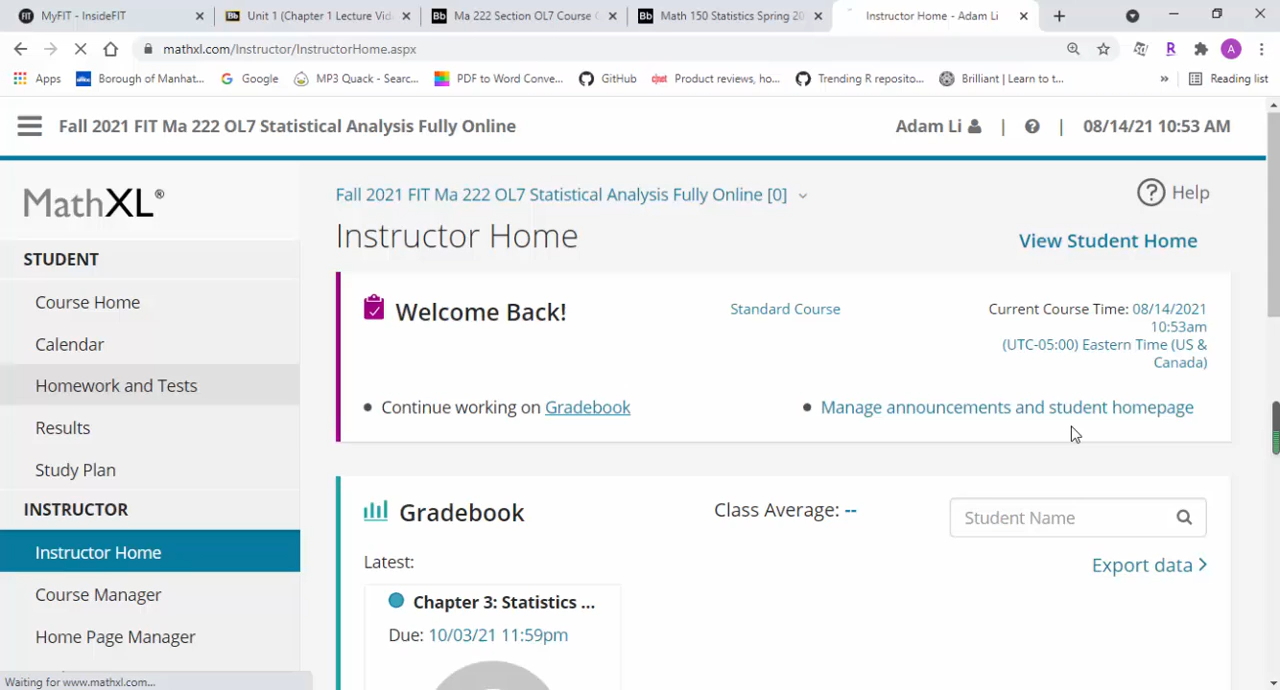 MyFIT - InsideFIT
Unit 1 (Chapter 1 Lecture Vid
Ma 222 Section OL7 Course
Math 150 Statistics Spring 20
Instructor Home - Adam Li
mathxl.com/Instructor/InstructorHome.aspx
A
Apps
Borough of Manhat...
Google
MP3 Quack - Searc...
PDF to Word Conve...
GitHub
Product reviews, ho...
Trending R reposito...
Brilliant | Learn to t...
»
Reading list
Fall 2021 FIT Ma 222 OL7 Statistical Analysis Fully Online
Adam Li | | 08/14/21 10:53 AM
MathXL®
Fall 2021 FIT Ma 222 OL7 Statistical Analysis Fully Online [0]
Help
Instructor Home
View Student Home
STUDENT
Course Home
Calendar
Homework and Tests
Results
Study Plan
INSTRUCTOR
Instructor Home
Course Manager
Home Page Manager
Welcome Back!
Standard Course
Current Course Time: 08/14/2021
10:53am
(UTC-05:00) Eastern Time (US &
Canada)
• Continue working on Gradebook
• Manage announcements and student homepage
Gradebook
Class Average: --
Student Name
Latest:
Export data
Chapter 3: Statistics ...
Due: 10/03/21 11:59pm
Waiting for www.mathxl.com...